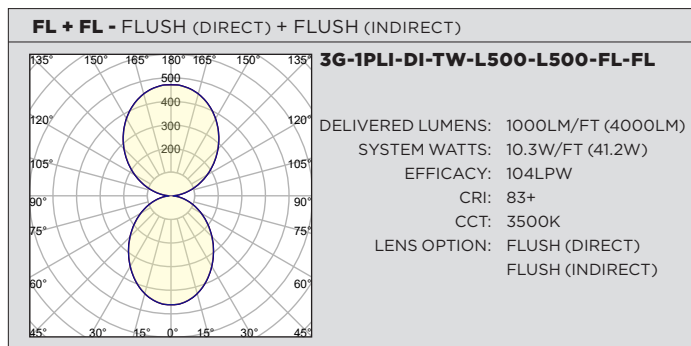 FL + FL - FLUSH (DIRECT) + FLUSH (INDIRECT)
135° 165° 180° 165° 135°
150° 150°
500
400
120° 120°
300
200
105° 105°
90° 90°
75° 75°
60° 60°
45° 30° 15° 0° 15° 30° 45°
3G-1PLI-DI-TW-L500-L500-FL-FL
DELIVERED LUMENS: 1000LM/FT (4000LM)
SYSTEM WATTS: 10.3W/FT (41.2W)
EFFICACY: 104LPW
CRI: 83+
CCT: 3500K
LENS OPTION: FLUSH (DIRECT)
FLUSH (INDIRECT)